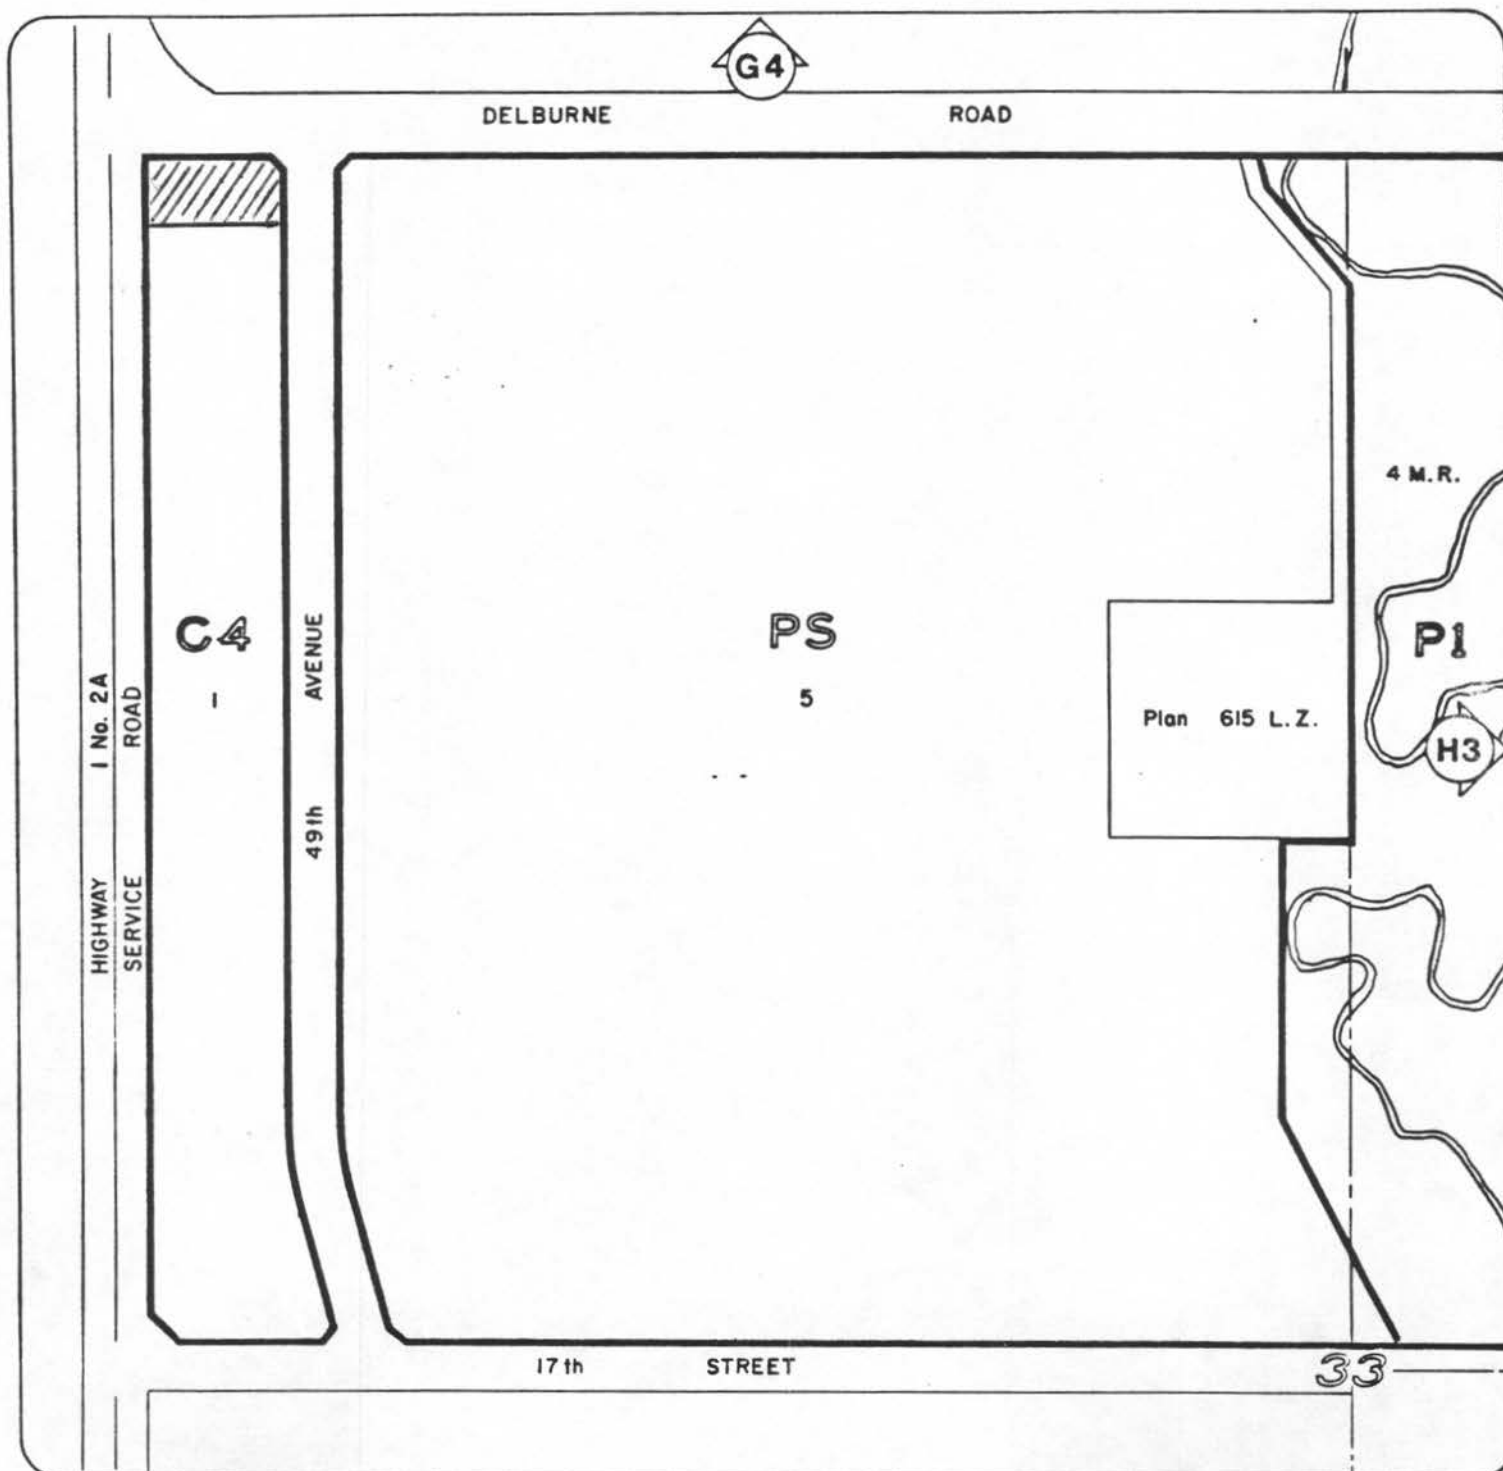 G4
DELBURNE ROAD
4 M.R.
C4
PS
P1
1
5
Plan 615 L.Z.
H3
HIGHWAY No. 2A
SERVICE ROAD
49th AVENUE
17th STREET
33